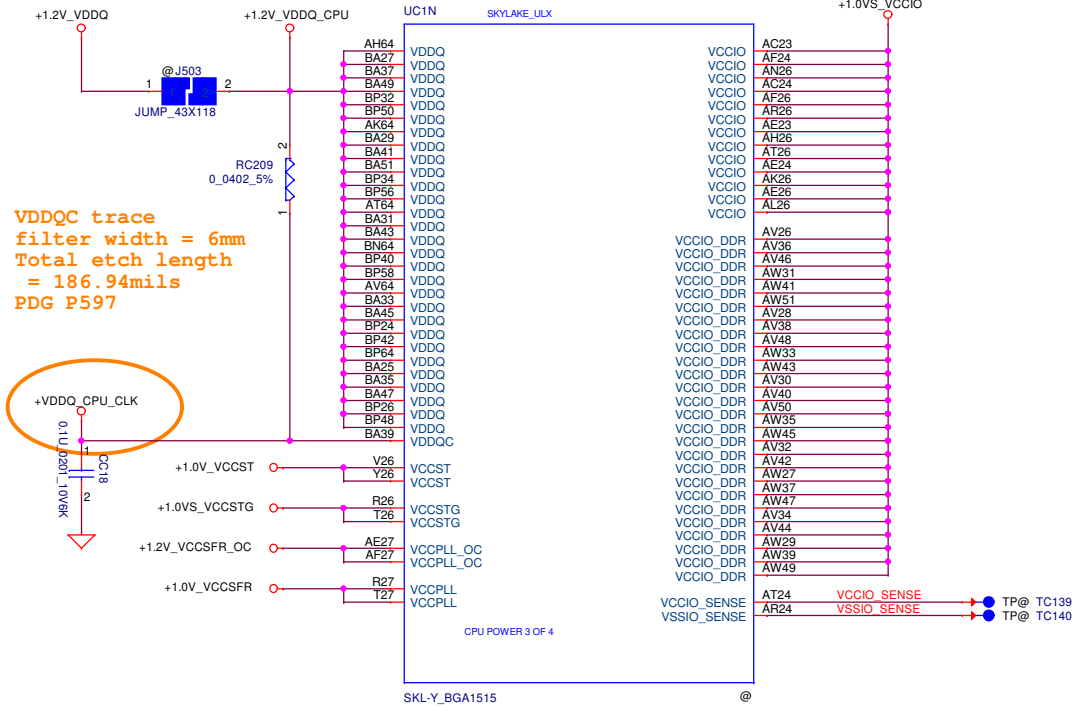 +1.2V_VDDQ
+1.2V_VDDQ_CPU
UC1N
SKYLAKE_ULX
+1.0VS_VCCIO
@J503
1
2
1 2
JUMP_43X118
2
RC209
0_0402_5%
1
VDDQC trace
filter width = 6mm
Total etch length
= 186.94mils
PDG P597
+VDDQ_CPU_CLK
0.1U_0201_10V6K
1
CC18
2
+1.0V_VCCST
+1.0VS_VCCSTG
+1.2V_VCCSFR_OC
+1.0V_VCCSFR
AH64 VDDQ
BA27 VDDQ
BA37 VDDQ
BA49 VDDQ
BP32 VDDQ
BP50 VDDQ
AK64 VDDQ
BA29 VDDQ
BA41 VDDQ
BA51 VDDQ
BP34 VDDQ
BP56 VDDQ
AT64 VDDQ
BA31 VDDQ
BA43 VDDQ
BN64 VDDQ
BP40 VDDQ
BP58 VDDQ
AV64 VDDQ
BA33 VDDQ
BA45 VDDQ
BP24 VDDQ
BP42 VDDQ
BP64 VDDQ
BA25 VDDQ
BA35 VDDQ
BA47 VDDQ
BP26 VDDQ
BP48 VDDQ
BA39 VDDQC
V26 VCCST
Y26 VCCST
R26 VCCSTG
T26 VCCSTG
AE27 VCCPLL_OC
AF27 VCCPLL_OC
R27 VCCPLL
T27 VCCPLL
VCCIO AC23
VCCIO AF24
VCCIO AN26
VCCIO AC24
VCCIO AF26
VCCIO AR26
VCCIO AE23
VCCIO AH26
VCCIO AT26
VCCIO AE24
VCCIO AK26
VCCIO AE26
VCCIO AL26
VCCIO_DDR AV26
VCCIO_DDR AV36
VCCIO_DDR AV46
VCCIO_DDR AW31
VCCIO_DDR AW41
VCCIO_DDR AW51
VCCIO_DDR AV28
VCCIO_DDR AV38
VCCIO_DDR AV48
VCCIO_DDR AW33
VCCIO_DDR AW43
VCCIO_DDR AV30
VCCIO_DDR AV40
VCCIO_DDR AV50
VCCIO_DDR AW35
VCCIO_DDR AW45
VCCIO_DDR AV32
VCCIO_DDR AV42
VCCIO_DDR AW27
VCCIO_DDR AW37
VCCIO_DDR AW47
VCCIO_DDR AV34
VCCIO_DDR AV44
VCCIO_DDR AW29
VCCIO_DDR AW39
VCCIO_DDR AW49
VCCIO_SENSE AT24 VCCIO_SENSE TP@ TC139
VSSIO_SENSE AR24 VSSIO_SENSE TP@ TC140
CPU POWER 3 OF 4
SKL-Y_BGA1515
@